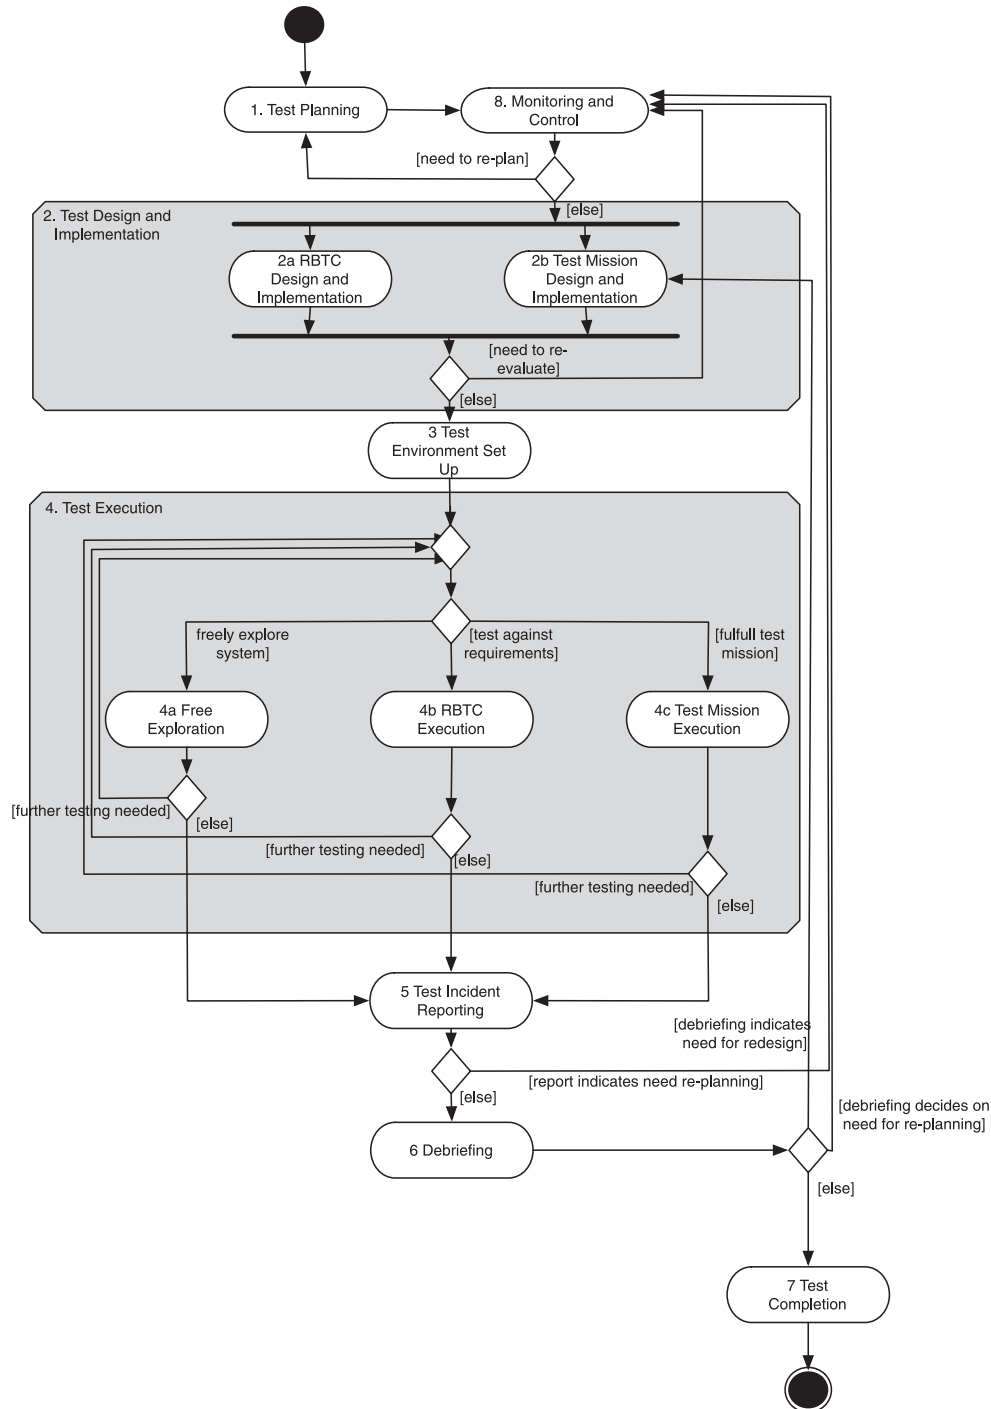 1. Test Planning
8. Monitoring and
Control
[need to re-plan]
[else]
2. Test Design and
Implementation
2a RBTC
Design and
Implementation
2b Test Mission
Design and
Implementation
[need to re-
evaluate]
[else]
3 Test
Environment Set
Up
4. Test Execution
freely explore
system]
[test against
requirements]
[fulfull test
mission]
4a Free
Exploration
4b RBTC
Execution
4c Test Mission
Execution
[further testing needed]
[else]
[further testing needed]
[else]
[further testing needed]
[else]
5 Test Incident
Reporting
[debriefing indicates
need for redesign]
[report indicates need re-planning]
[else]
[debriefing decides on
need for re-planning]
6 Debriefing
[else]
7 Test
Completion